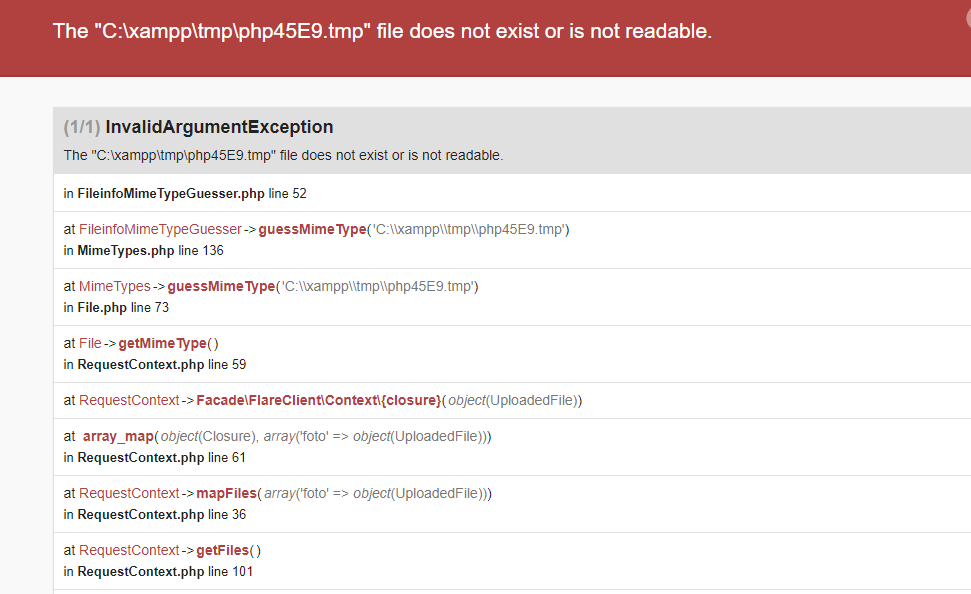 The "C:\xampp\tmp\php45E9.tmp" file does not exist or is not readable.
(1/1) InvalidArgumentException
The "C:\xampp\tmp\php45E9.tmp" file does not exist or is not readable.
in FileinfoMimeTypeGuesser.php line 52
at FileinfoMimeTypeGuesser->guessMimeType('C:\\xampp\\tmp\\php45E9.tmp')
in MimeTypes.php line 136
at MimeTypes->guessMimeType('C:\\xampp\\tmp\\php45E9.tmp')
in File.php line 73
at File->getMimeType()
in RequestContext.php line 59
at RequestContext->Facade\FlareClient\Context\{closure}(object(UploadedFile))
at array_map(object(Closure), array('foto' => object(UploadedFile)))
in RequestContext.php line 61
at RequestContext->mapFiles(array('foto' => object(UploadedFile)))
in RequestContext.php line 36
at RequestContext->getFiles()
in RequestContext.php line 101